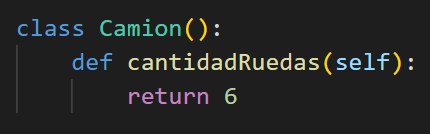 class Camion():
    def cantidadRuedas(self):
        return 6